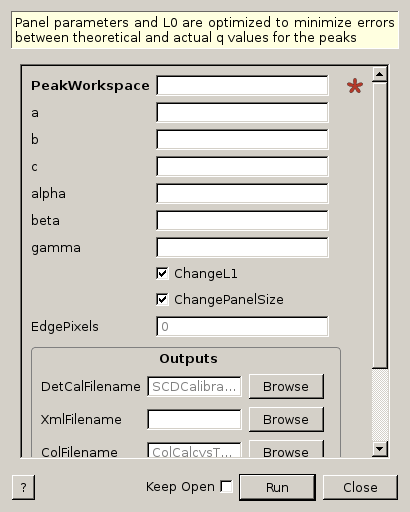 Panel parameters and L0 are optimized to minimize errors
between theoretical and actual q values for the peaks
PeakWorkspace
a
b
c
alpha
beta
gamma
ChangeL1
ChangePanelSize
EdgePixels 0
Outputs
DetCalFilename SCDCalibra... Browse
XmlFilename Browse
ColFilename ColCalcvsT... Browse
? Keep Open Run Close